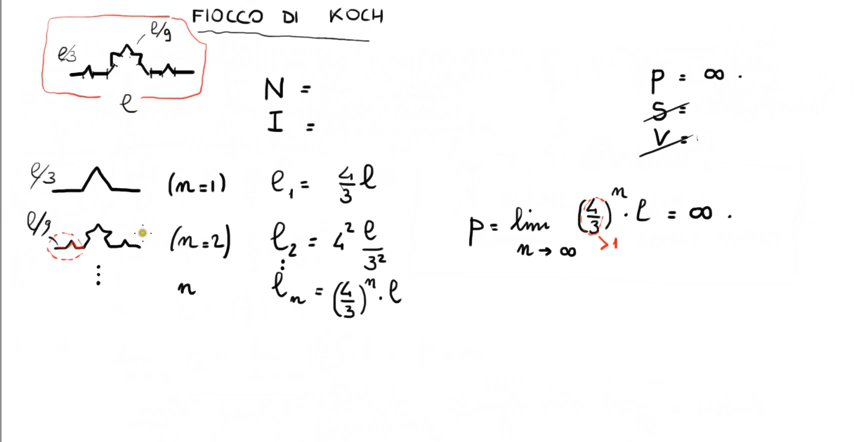 FIOCCO DI KOCH
l/3
l/9
l
N =
I =
P = ∞ .
S =
V =
l/3 (n=1) l₁ = 4/3 l
l/9 (n=2) l₂ = 4² l/3²
⋮ n lₙ = (4/3)ⁿ · l
P = lim n→∞ (4/3)ⁿ · l = ∞ .
>1